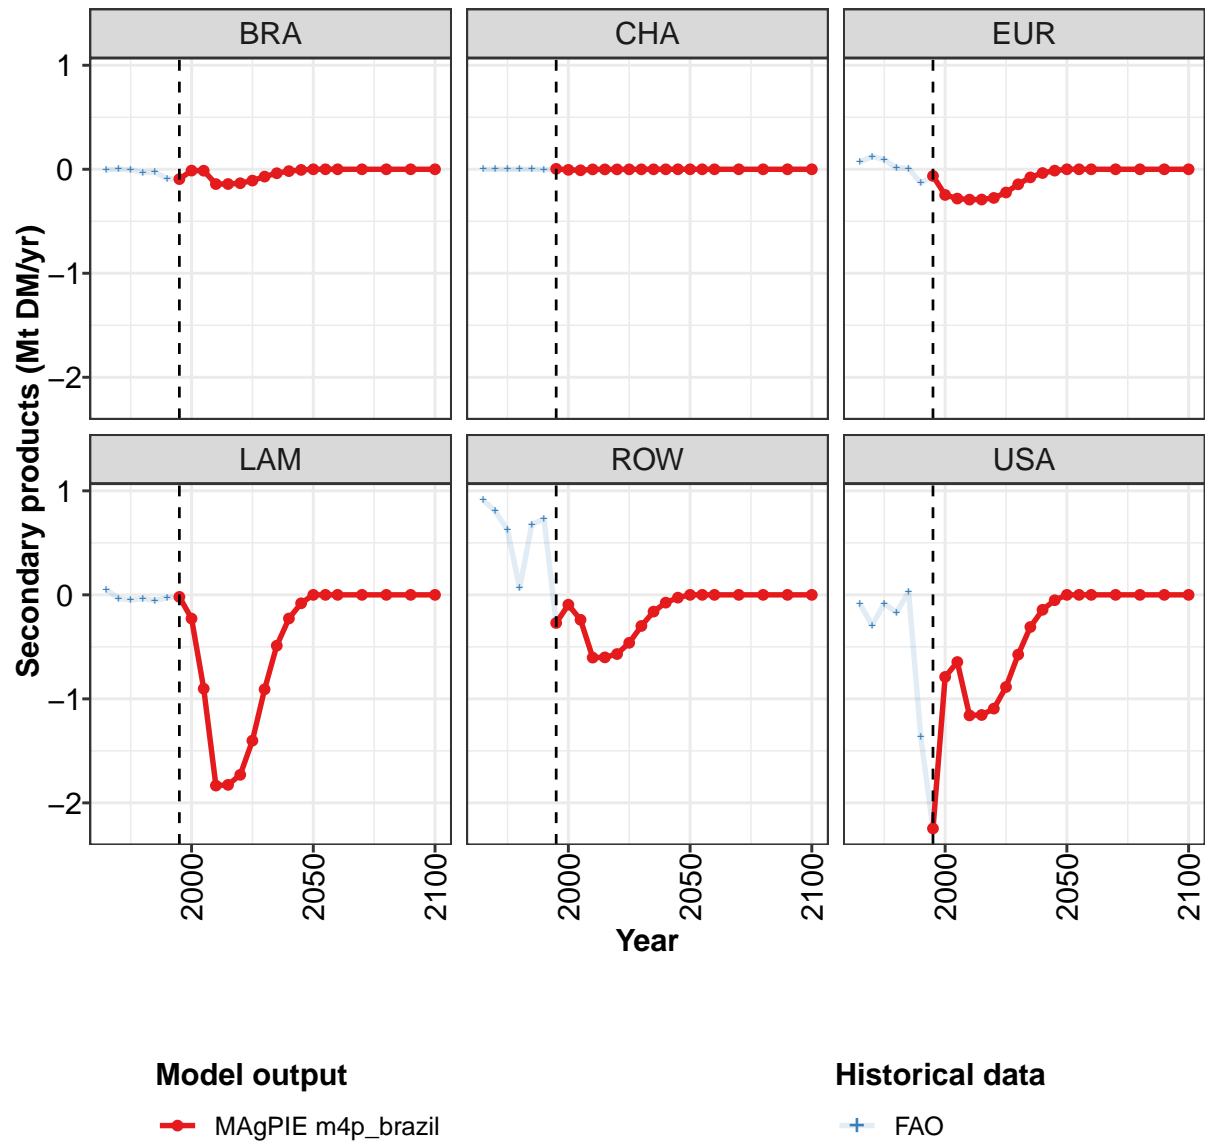 BRA
CHA
EUR
1
0
−1
−2
LAM
ROW
USA
1
0
−1
−2
Secondary products (Mt DM/yr)
2000
2050
2100
2000
2050
2100
2000
2050
2100
Year
Model output
MAgPIE m4p_brazil
Historical data
FAO